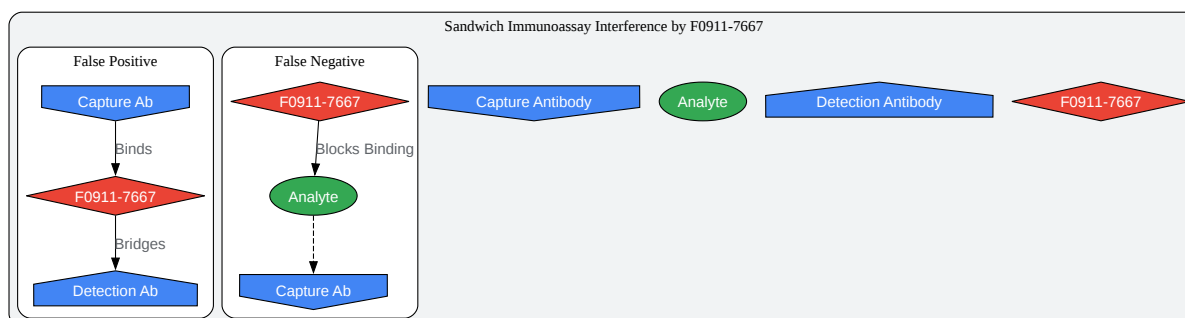 Sandwich Immunoassay Interference by F0911-7667
False Positive
Capture Ab
Binds
F0911-7667
Bridges
Detection Ab
False Negative
F0911-7667
Blocks Binding
Analyte
Capture Ab
Capture Antibody
Analyte
Detection Antibody
F0911-7667